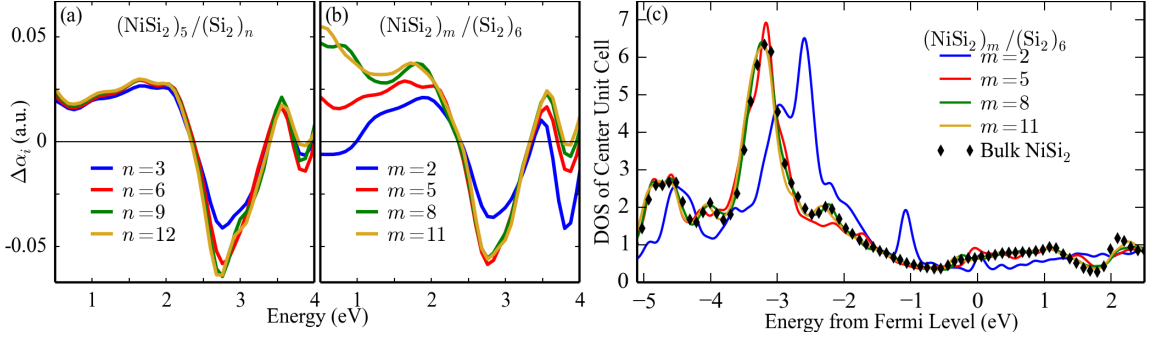 (a)
(NiSi₂)₅/(Si₂)ₙ
0.05
0
-0.05
Δαᵢ (a.u.)
n=3
n=6
n=9
n=12
1
2
3
4
(b)
(NiSi₂)ₘ/(Si₂)₆
m=2
m=5
m=8
m=11
1
2
3
4
Energy (eV)
(c)
(NiSi₂)ₘ/(Si₂)₆
m=2
m=5
m=8
m=11
Bulk NiSi₂
DOS of Center Unit Cell
7
6
5
4
3
2
1
0
−5
−4
−3
−2
−1
0
1
2
Energy from Fermi Level (eV)